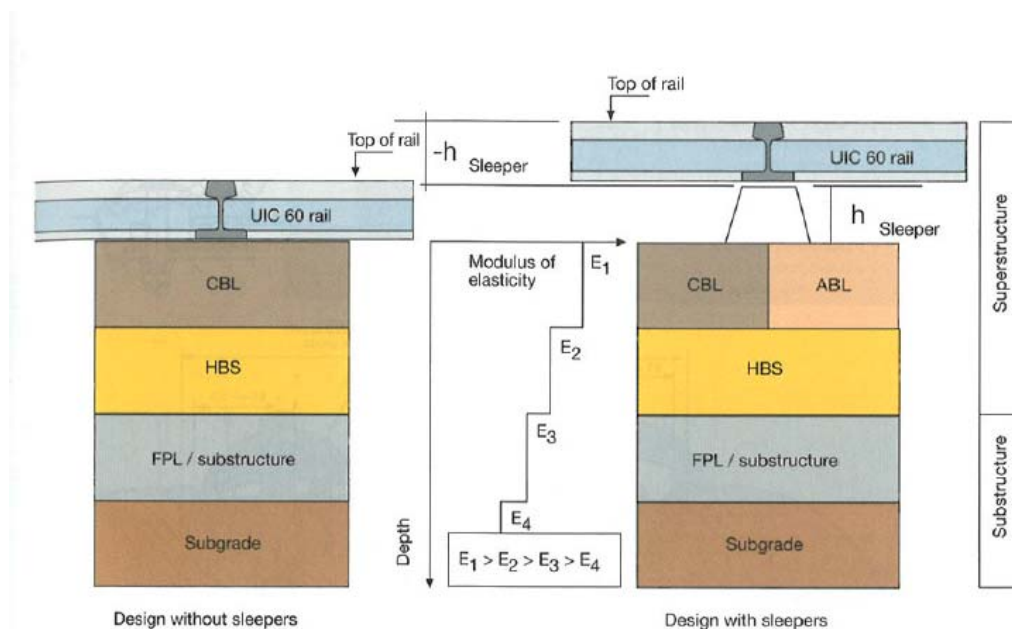 Top of rail
-h Sleeper
UIC 60 rail
Top of rail
UIC 60 rail
h Sleeper
CBL
HBS
FPL / substructure
Subgrade
Design without sleepers
Modulus of
elasticity
E1
E2
E3
E4
E1 > E2 > E3 > E4
Depth
CBL
ABL
HBS
FPL / substructure
Subgrade
Design with sleepers
Superstructure
Substructure